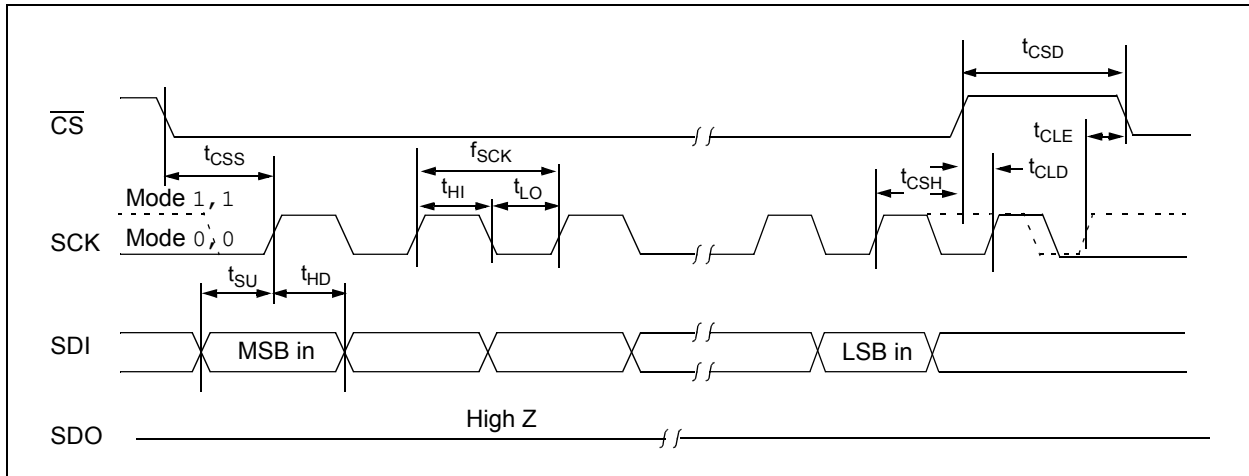 tCSD
CS
tCLE
tCSS
fSCK
tCSH
tCLD
tHI
tLO
Mode 1,1
SCK
Mode 0,0
tSU
tHD
SDI
MSB in
LSB in
High Z
SDO